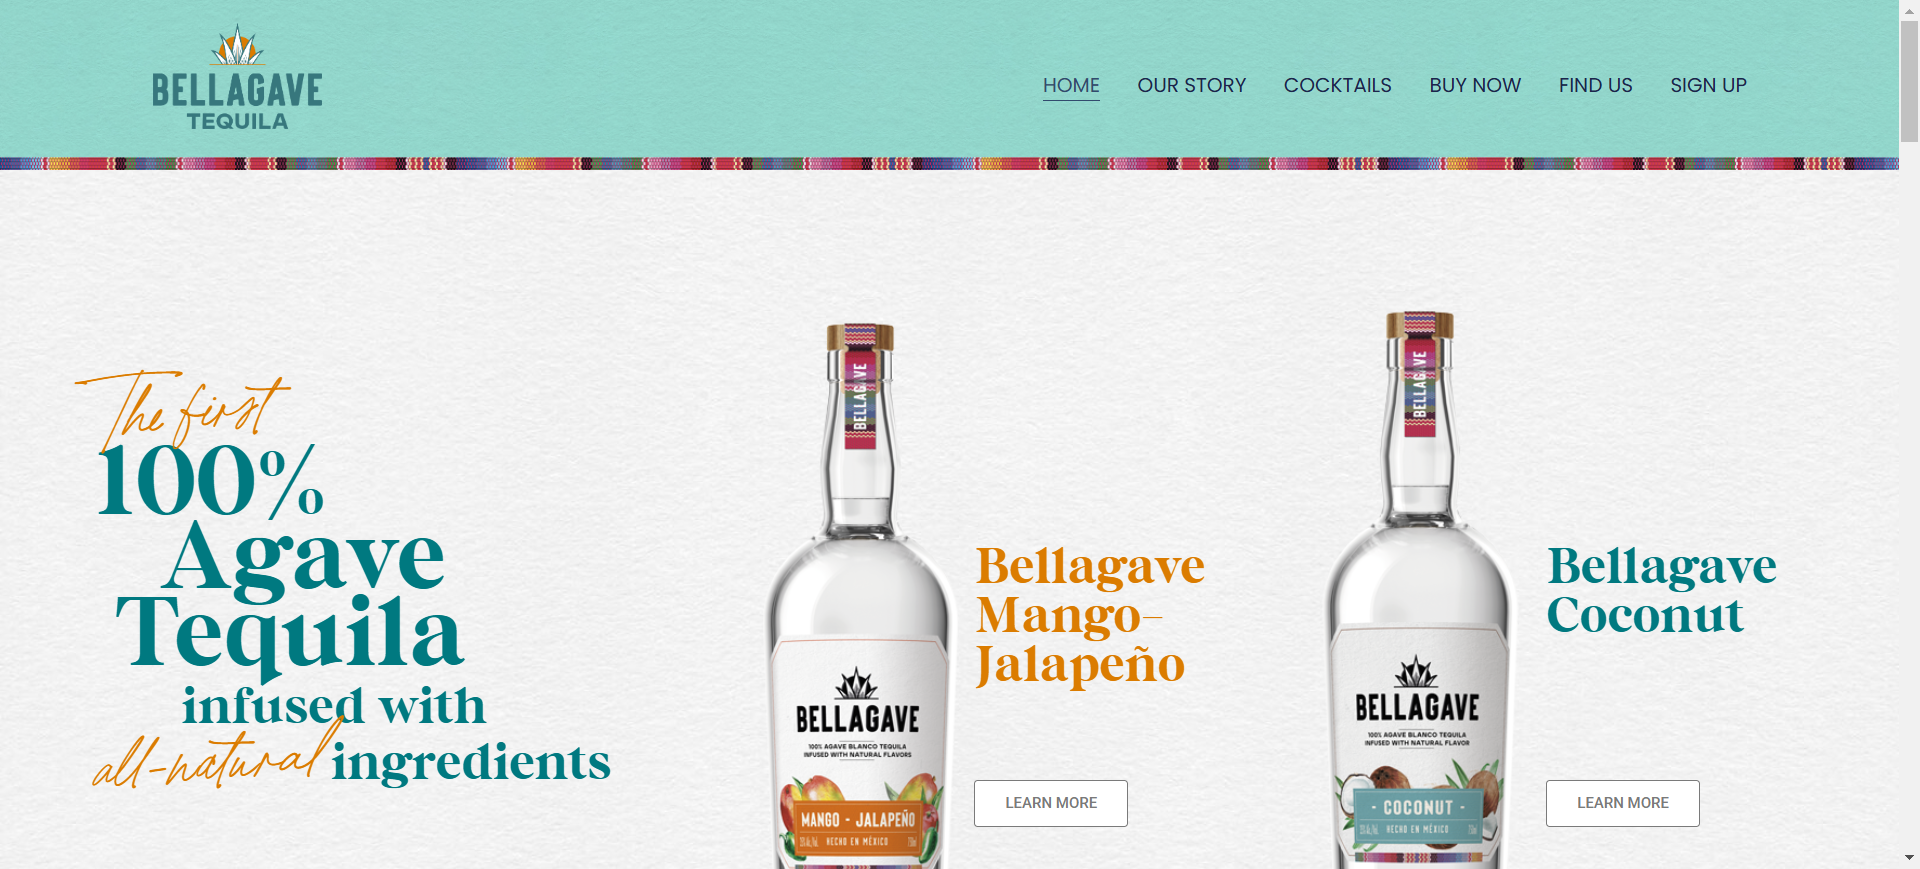 BELLAGAVE
TEQUILA
HOME OUR STORY COCKTAILS BUY NOW FIND US SIGN UP
The first
100%
Agave
Tequila
infused with
all-natural ingredients
BELLAGAVE
BELLAGAVE
100% AGAVE BLANCO TEQUILA
INFUSED WITH NATURAL FLAVORS
MANGO - JALAPEÑO
HECHO EN MÉXICO
750ml
Bellagave
Mango-
Jalapeño
LEARN MORE
BELLAGAVE
BELLAGAVE
100% AGAVE BLANCO TEQUILA
INFUSED WITH NATURAL FLAVOR
- COCONUT -
HECHO EN MÉXICO
750ml
Bellagave
Coconut
LEARN MORE